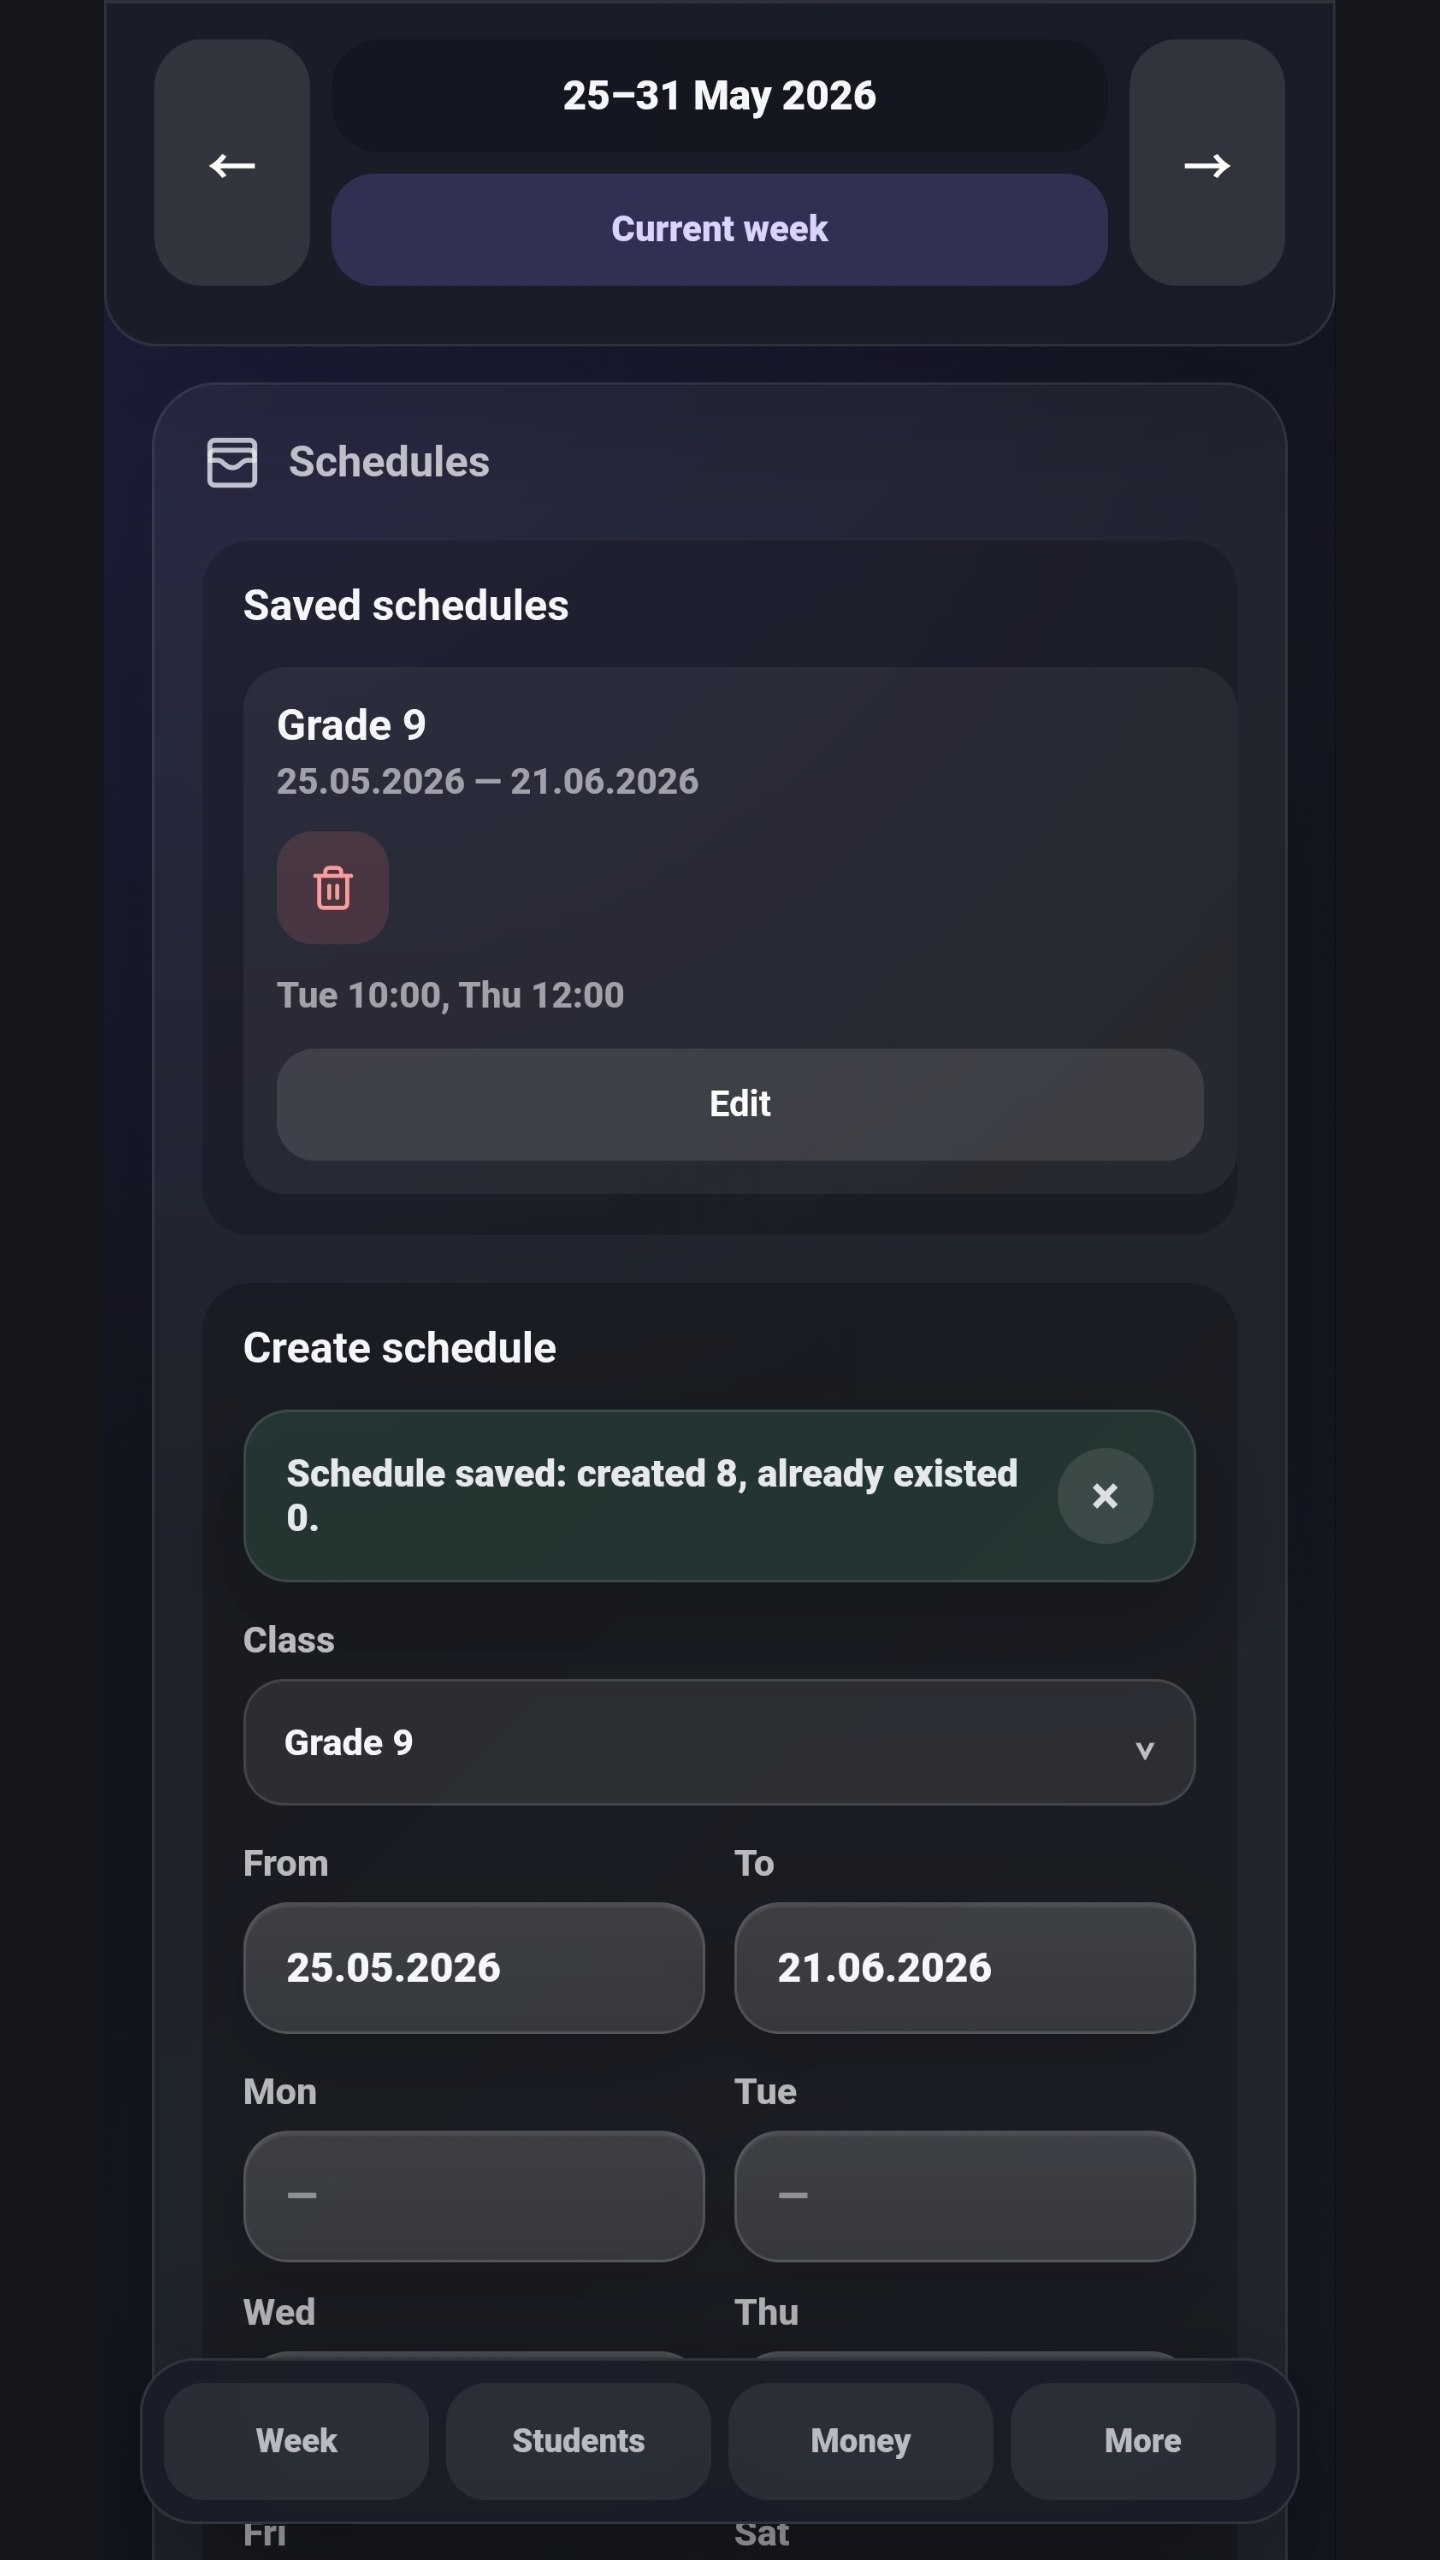 ←
25–31 May 2026
→
Current week
Schedules
Saved schedules
Grade 9
25.05.2026 — 21.06.2026
Tue 10:00, Thu 12:00
Edit
Create schedule
Schedule saved: created 8, already existed
0.
×
Class
Grade 9
From
To
25.05.2026
21.06.2026
Mon
Tue
—
—
Wed
Thu
Week
Students
Money
More
Fri
Sat